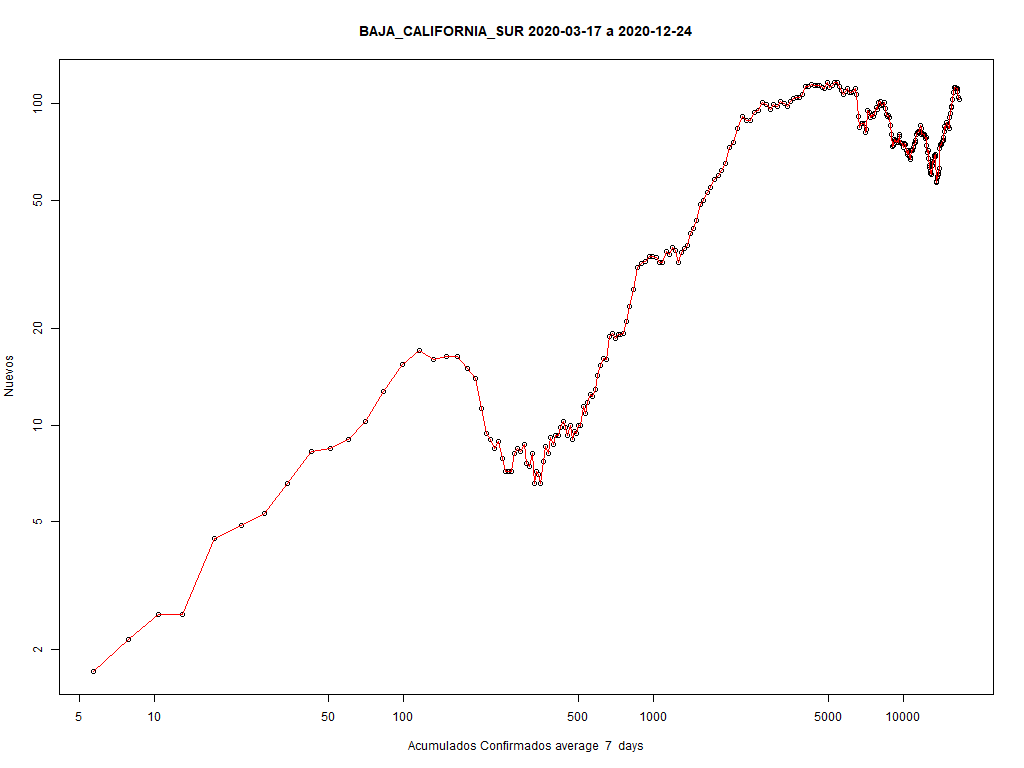 BAJA_CALIFORNIA_SUR 2020-03-17 a 2020-12-24
Nuevos
100
50
20
10
5
2
5 10 50 100 500 1000 5000 10000
Acumulados Confirmados average 7 days